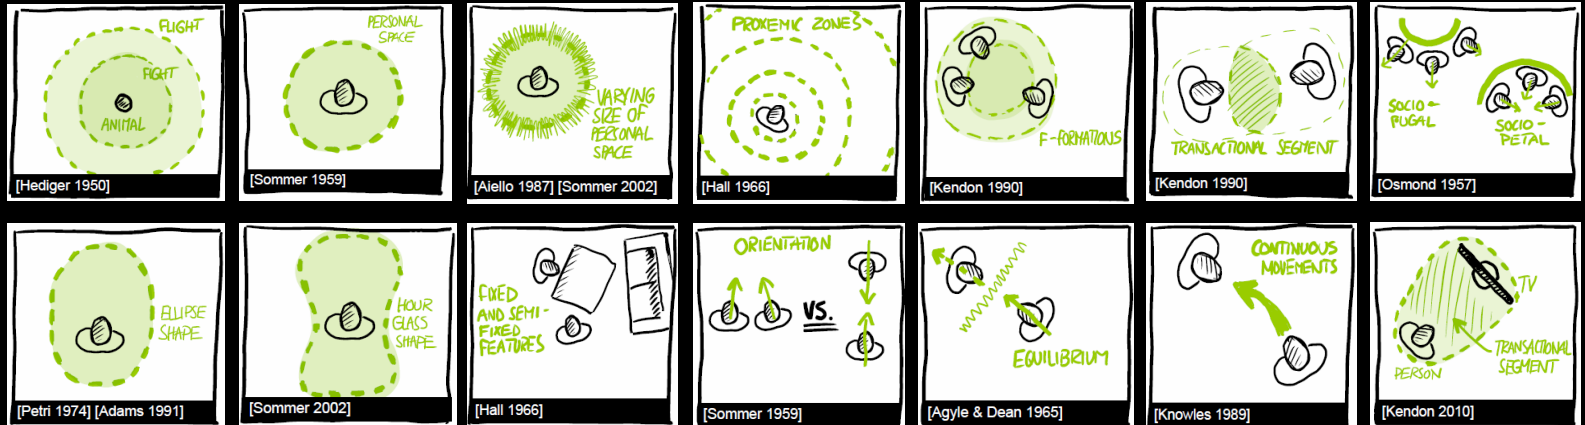 FLIGHT
FIGHT
ANIMAL
[Hediger 1950]
PERSONAL
SPACE
[Sommer 1959]
VARYING
SIZE OF
PERSONAL
SPACE
[Aiello 1987] [Sommer 2002]
PROXEMIC ZONES
[Hall 1966]
F-FORMATIONS
[Kendon 1990]
TRANSACTIONAL SEGMENT
[Kendon 1990]
SOCIO-
FUGAL
SOCIO-
PETAL
[Osmond 1957]
ELLIPSE
SHAPE
[Petri 1974] [Adams 1991]
HOUR
GLASS
SHAPE
[Sommer 2002]
FIXED
AND SEMI-
FIXED
FEATURES
[Hall 1966]
ORIENTATION
VS.
[Sommer 1959]
EQUILIBRIUM
[Agyle & Dean 1965]
CONTINUOUS
MOVEMENTS
[Knowles 1989]
TV
TRANSACTIONAL
SEGMENT
PERSON
[Kendon 2010]